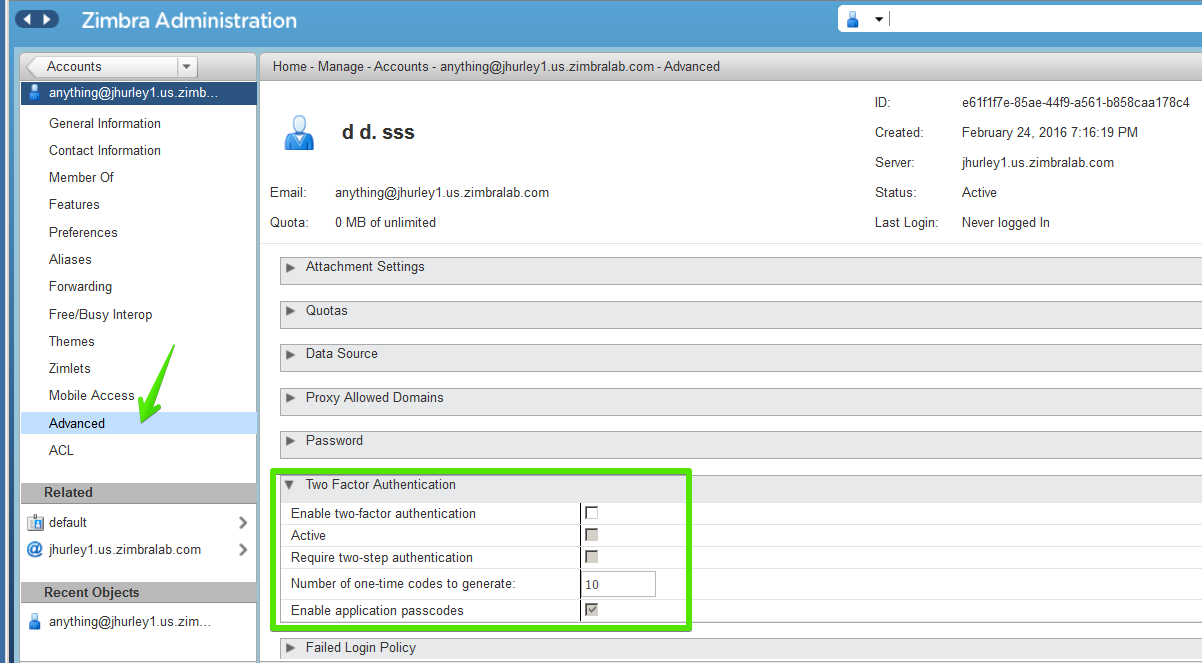 Zimbra Administration
Accounts
Home - Manage - Accounts - anything@jhurley1.us.zimbralab.com - Advanced
anything@jhurley1.us.zimb...
General Information
Contact Information
Member Of
Features
Preferences
Aliases
Forwarding
Free/Busy Interop
Themes
Zimlets
Mobile Access
Advanced
ACL
Related
default
jhurley1.us.zimbralab.com
Recent Objects
anything@jhurley1.us.zim...
d d. sss
Email: anything@jhurley1.us.zimbralab.com
Quota: 0 MB of unlimited
ID: e61f1f7e-85ae-44f9-a561-b858caa178c4
Created: February 24, 2016 7:16:19 PM
Server: jhurley1.us.zimbralab.com
Status: Active
Last Login: Never logged In
Attachment Settings
Quotas
Data Source
Proxy Allowed Domains
Password
Two Factor Authentication
Enable two-factor authentication
Active
Require two-step authentication
Number of one-time codes to generate: 10
Enable application passcodes
Failed Login Policy